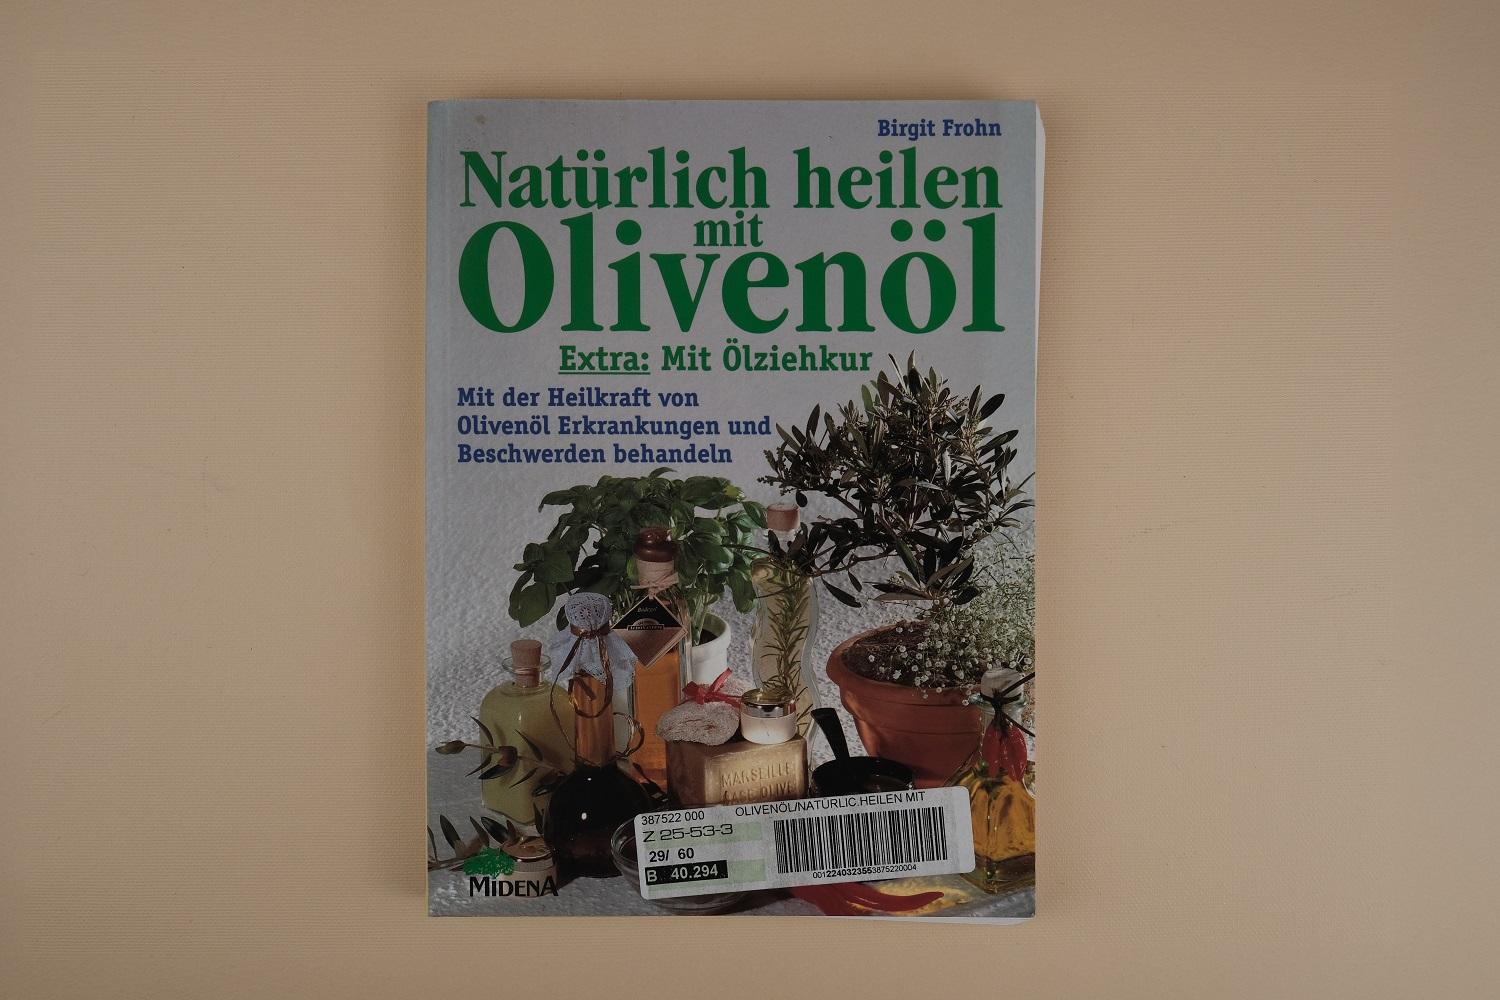 Birgit Frohn
Natürlich heilen
mit
Olivenöl
Extra: Mit Ölziehkur
Mit der Heilkraft von
Olivenöl Erkrankungen und
Beschwerden behandeln
MARSEILLE
387522 000 OLIVENÖL/NATÜRLIC.HEILEN MIT
Z 25-53-3
29/ 60
B 40.294
0012240323553875220004
MIDENA